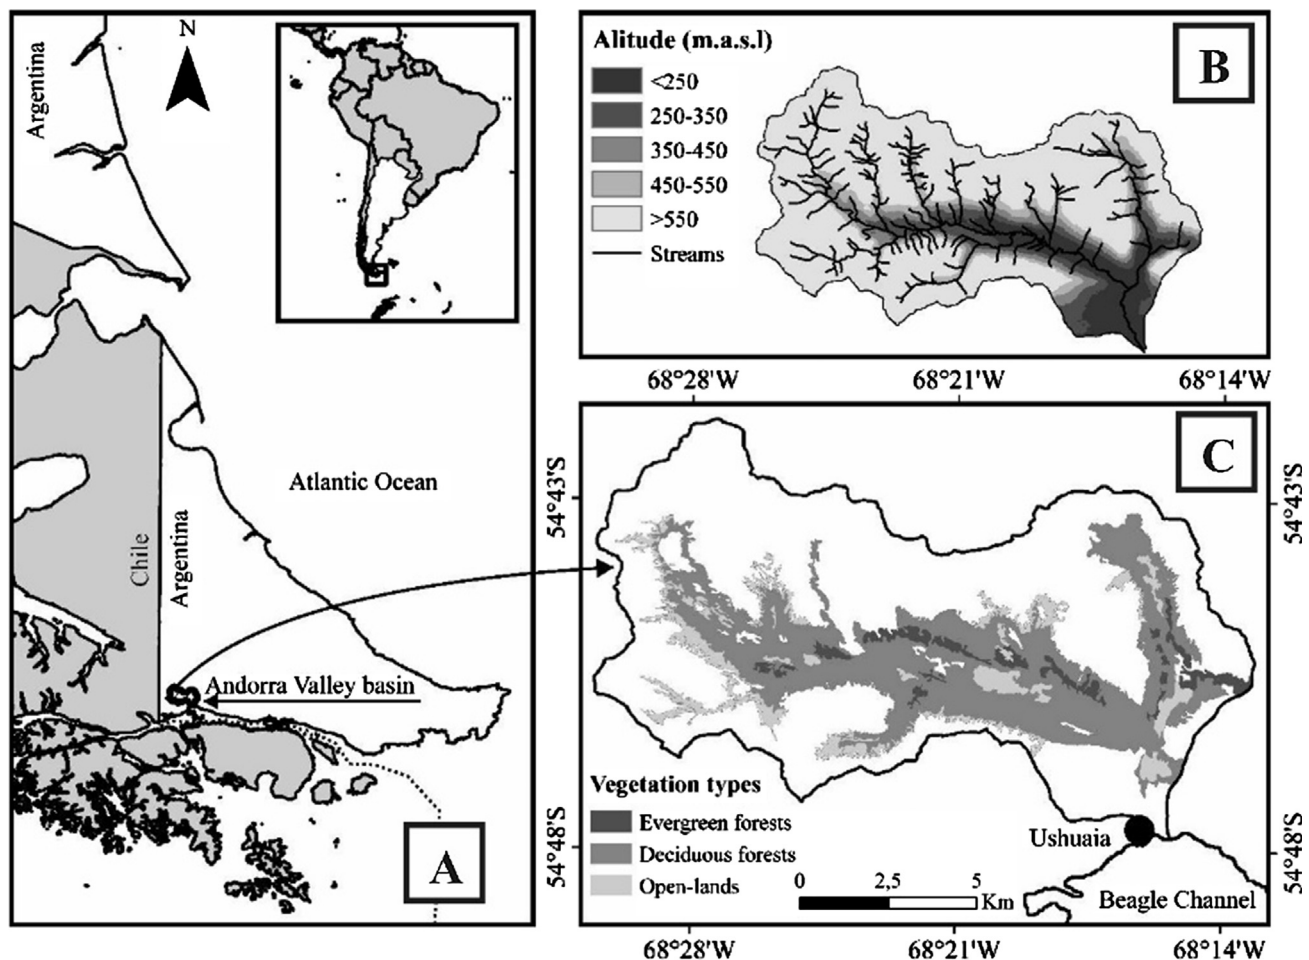 N
Argentina
Atlantic Ocean
Chile
Argentina
Andorra Valley basin
A
Alitude (m.a.s.l)
<250
250-350
350-450
450-550
>550
Streams
B
68°28'W 68°21'W 68°14'W
54°43'S
54°48'S
C
54°43'S
54°48'S
Vegetation types
Evergreen forests
Deciduous forests
Open-lands
0 2,5 5
Km
Ushuaia
Beagle Channel
68°28'W 68°21'W 68°14'W